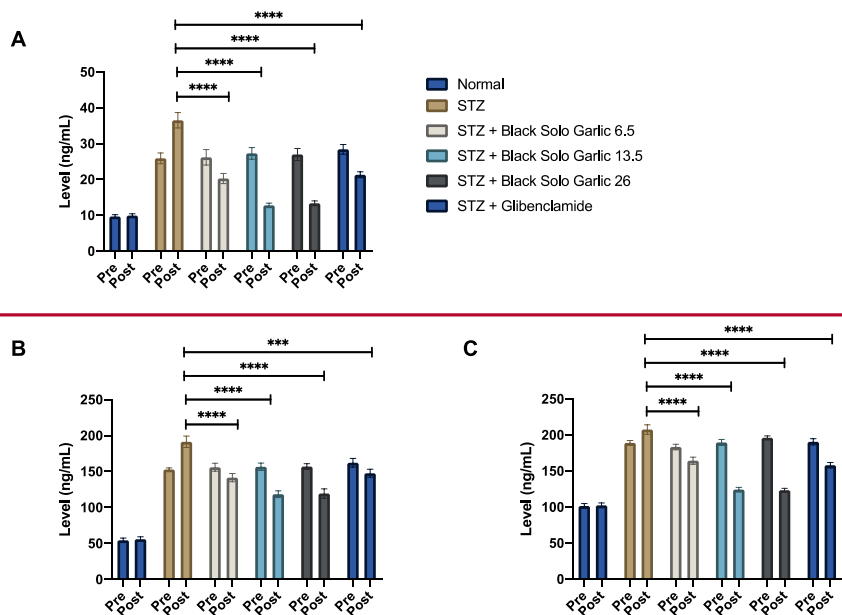 A
****
****
****
****
Level (ng/mL)
50
40
30
20
10
0
Pre Post Pre Post Pre Post Pre Post Pre Post Pre Post
Normal
STZ
STZ + Black Solo Garlic 6.5
STZ + Black Solo Garlic 13.5
STZ + Black Solo Garlic 26
STZ + Glibenclamide
B
***
****
****
****
Level (ng/mL)
250
200
150
100
50
0
Pre Post Pre Post Pre Post Pre Post Pre Post Pre Post
C
****
****
****
****
Level (ng/mL)
250
200
150
100
50
0
Pre Post Pre Post Pre Post Pre Post Pre Post Pre Post